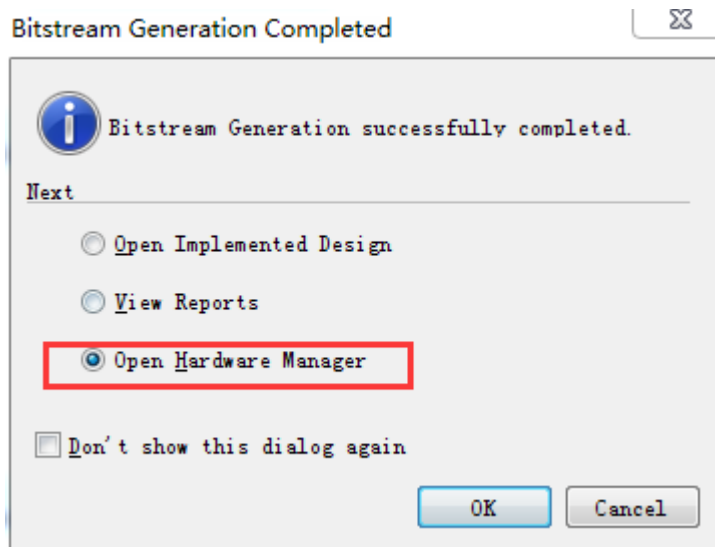 Bitstream Generation Completed
Bitstream Generation successfully completed.
Next
Open Implemented Design
View Reports
Open Hardware Manager
Don't show this dialog again
OK
Cancel